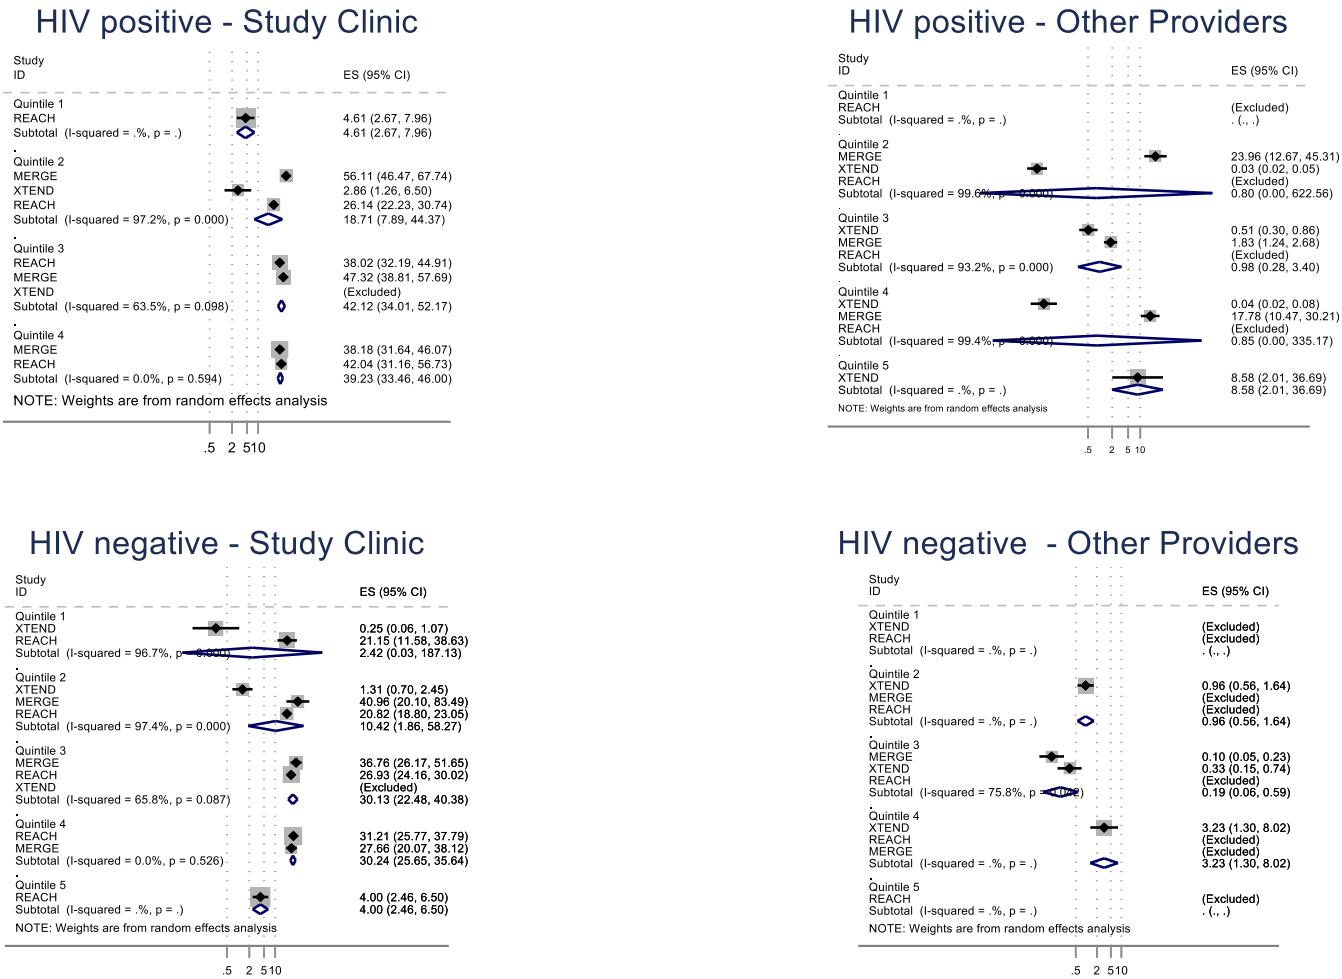 HIV positive - Study Clinic
Study
ID ES (95% CI)
Quintile 1
REACH 4.61 (2.67, 7.96)
Subtotal (I-squared = .%, p = .) 4.61 (2.67, 7.96)
.
Quintile 2
MERGE 56.11 (46.47, 67.74)
XTEND 2.86 (1.26, 6.50)
REACH 26.14 (22.23, 30.74)
Subtotal (I-squared = 97.2%, p = 0.000) 18.71 (7.89, 44.37)
.
Quintile 3
REACH 38.02 (32.19, 44.91)
MERGE 47.32 (38.81, 57.69)
XTEND (Excluded)
Subtotal (I-squared = 63.5%, p = 0.098) 42.12 (34.01, 52.17)
.
Quintile 4
MERGE 38.18 (31.64, 46.07)
REACH 42.04 (31.16, 56.73)
Subtotal (I-squared = 0.0%, p = 0.594) 39.23 (33.46, 46.00)
NOTE: Weights are from random effects analysis
.5 2 5 10
HIV positive - Other Providers
Study
ID ES (95% CI)
Quintile 1
REACH (Excluded)
Subtotal (I-squared = .%, p = .) . (., .)
.
Quintile 2
MERGE 23.96 (12.67, 45.31)
XTEND 0.03 (0.02, 0.05)
REACH (Excluded)
Subtotal (I-squared = 99.6%, p = 0.000) 0.80 (0.00, 622.56)
.
Quintile 3
XTEND 0.51 (0.30, 0.86)
MERGE 1.83 (1.24, 2.68)
REACH (Excluded)
Subtotal (I-squared = 93.2%, p = 0.000) 0.98 (0.28, 3.40)
.
Quintile 4
XTEND 0.04 (0.02, 0.08)
MERGE 17.78 (10.47, 30.21)
REACH (Excluded)
Subtotal (I-squared = 99.4%, p = 0.000) 0.85 (0.00, 335.17)
.
Quintile 5
XTEND 8.58 (2.01, 36.69)
Subtotal (I-squared = .%, p = .) 8.58 (2.01, 36.69)
NOTE: Weights are from random effects analysis
.5 2 5 10
HIV negative - Study Clinic
Study
ID ES (95% CI)
Quintile 1
XTEND 0.25 (0.06, 1.07)
REACH 21.15 (11.58, 38.63)
Subtotal (I-squared = 96.7%, p = 0.000) 2.42 (0.03, 187.13)
.
Quintile 2
XTEND 1.31 (0.70, 2.45)
MERGE 40.96 (20.10, 83.49)
REACH 20.82 (18.80, 23.05)
Subtotal (I-squared = 97.4%, p = 0.000) 10.42 (1.86, 58.27)
.
Quintile 3
MERGE 36.76 (26.17, 51.65)
REACH 26.93 (24.16, 30.02)
XTEND (Excluded)
Subtotal (I-squared = 65.8%, p = 0.087) 30.13 (22.48, 40.38)
.
Quintile 4
REACH 31.21 (25.77, 37.79)
MERGE 27.66 (20.07, 38.12)
Subtotal (I-squared = 0.0%, p = 0.526) 30.24 (25.65, 35.64)
.
Quintile 5
REACH 4.00 (2.46, 6.50)
Subtotal (I-squared = .%, p = .) 4.00 (2.46, 6.50)
NOTE: Weights are from random effects analysis
.5 2 5 10
HIV negative - Other Providers
Study
ID ES (95% CI)
Quintile 1
XTEND (Excluded)
REACH (Excluded)
Subtotal (I-squared = .%, p = .) . (., .)
.
Quintile 2
XTEND 0.96 (0.56, 1.64)
MERGE (Excluded)
REACH (Excluded)
Subtotal (I-squared = .%, p = .) 0.96 (0.56, 1.64)
.
Quintile 3
MERGE 0.10 (0.05, 0.23)
XTEND 0.33 (0.15, 0.74)
REACH (Excluded)
Subtotal (I-squared = 75.8%, p = 0.19 (0.06, 0.59)
.
Quintile 4
XTEND 3.23 (1.30, 8.02)
REACH (Excluded)
MERGE (Excluded)
Subtotal (I-squared = .%, p = .) 3.23 (1.30, 8.02)
.
Quintile 5
REACH (Excluded)
Subtotal (I-squared = .%, p = .) . (., .)
NOTE: Weights are from random effects analysis
.5 2 5 10